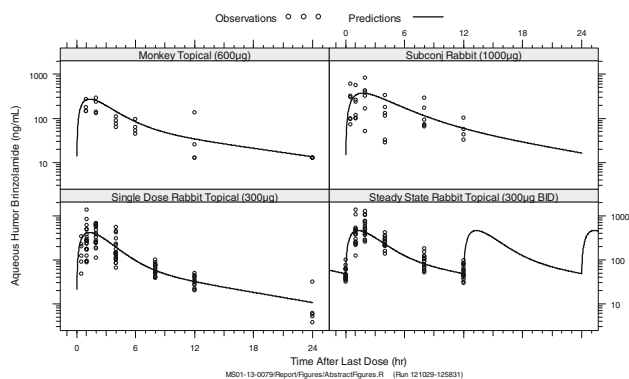 Observations Predictions
0 6 12 18 24
Monkey Topical (600µg) Subconj Rabbit (1000µg)
1000
100
10
Single Dose Rabbit Topical (300µg) Steady State Rabbit Topical (300µg BID)
1000
100
10
Aqueous Humor Brinzolamide (ng/mL)
0 6 12 18 24
Time After Last Dose (hr)
MS01-13-0079/Report/Figures/AbstractFigures.R (Run 121029-125831)